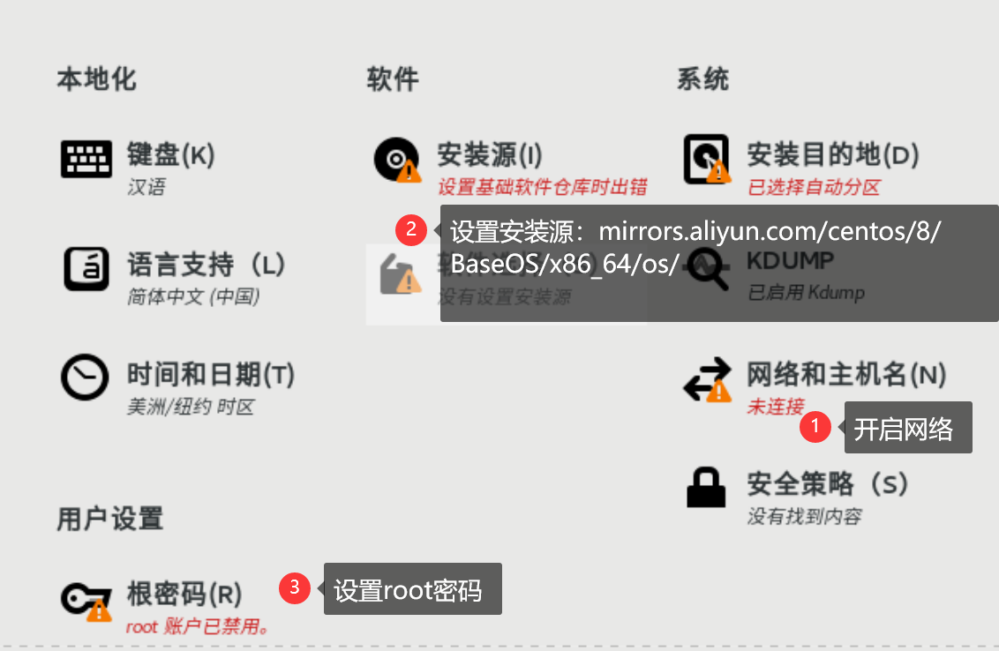 本地化
软件
系统
键盘(K)
汉语
安装源(I)
设置基础软件仓库时出错
安装目的地(D)
已选择自动分区
2
设置安装源：mirrors.aliyun.com/centos/8/
BaseOS/x86_64/os/
语言支持（L）
简体中文 (中国)
没有设置安装源
KDUMP
已启用 Kdump
时间和日期(T)
美洲/纽约 时区
网络和主机名(N)
未连接
1
开启网络
安全策略（S）
没有找到内容
用户设置
根密码(R)
root 账户已禁用。
3
设置root密码